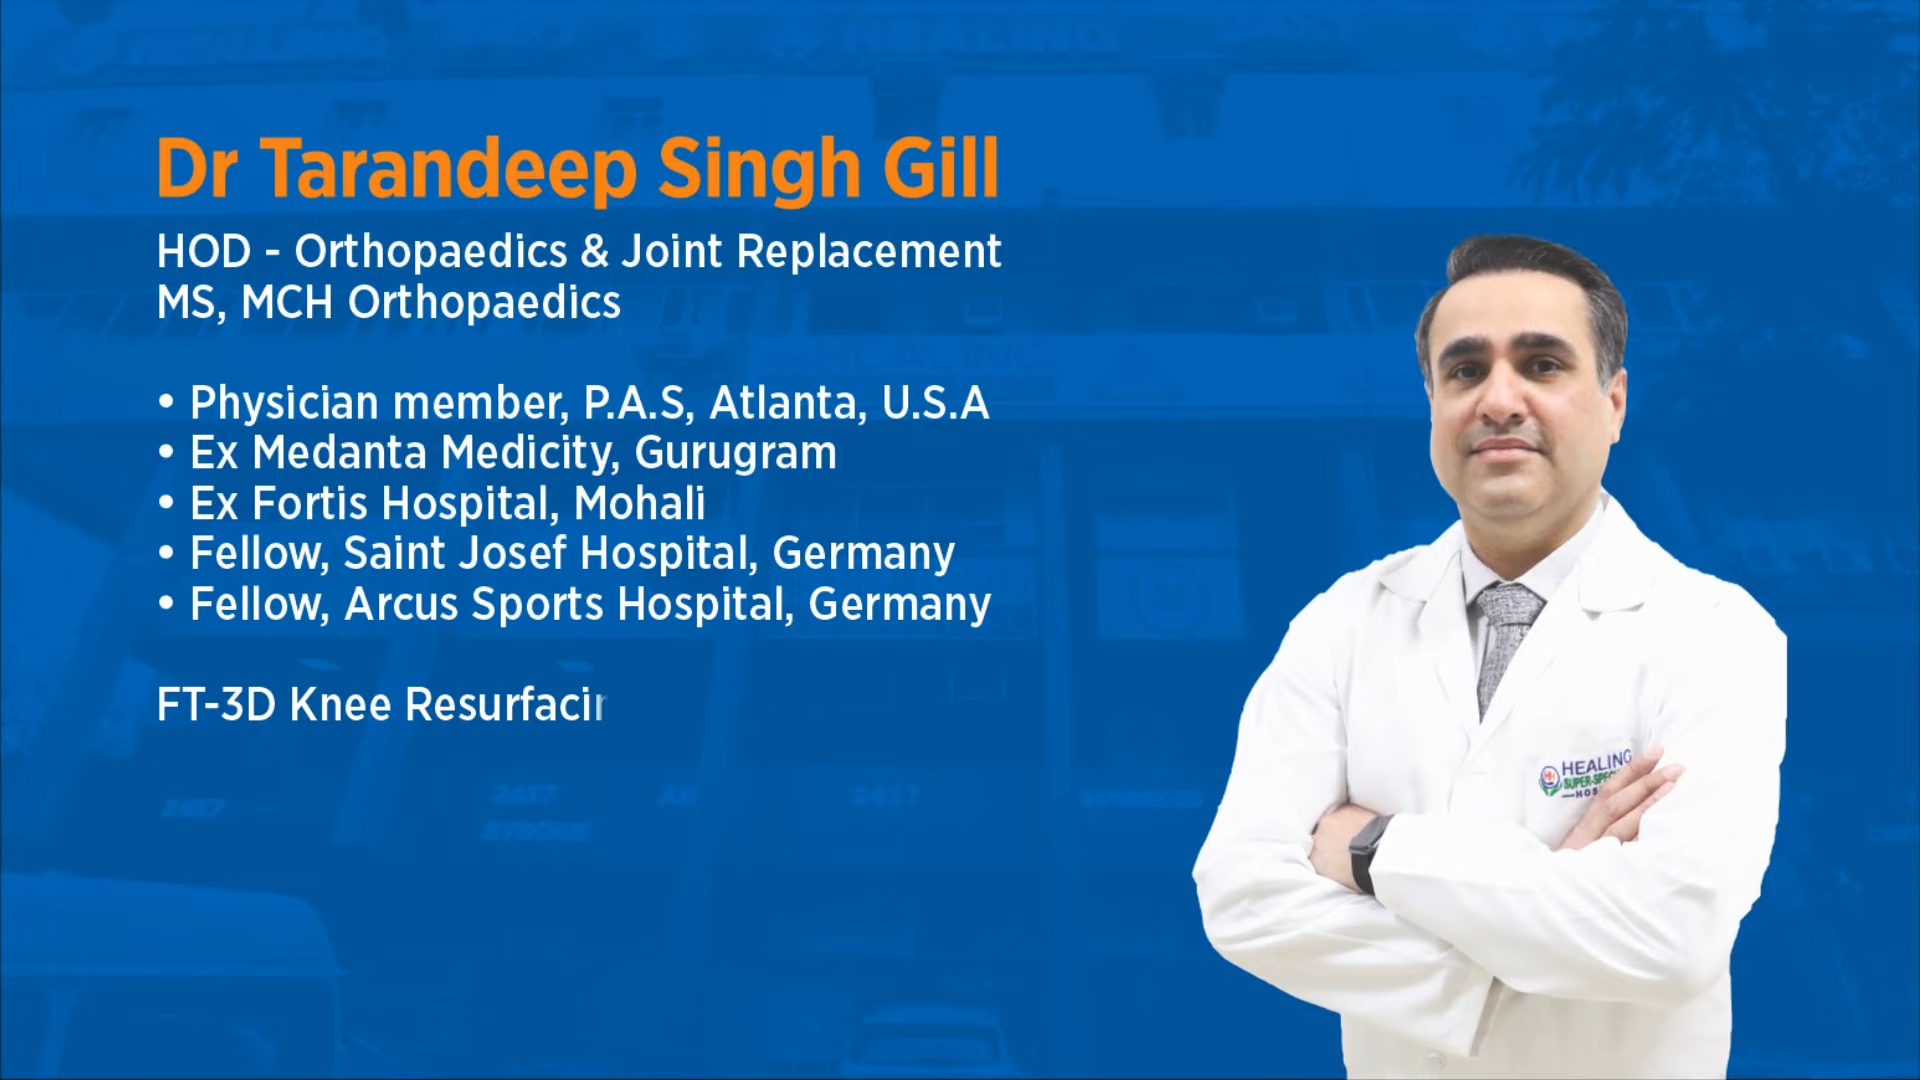 Dr Tarandeep Singh Gill
HOD - Orthopaedics & Joint Replacement
MS, MCH Orthopaedics
• Physician member, P.A.S, Atlanta, U.S.A
• Ex Medanta Medicity, Gurugram
• Ex Fortis Hospital, Mohali
• Fellow, Saint Josef Hospital, Germany
• Fellow, Arcus Sports Hospital, Germany
FT-3D Knee Resurfacir
HEALING